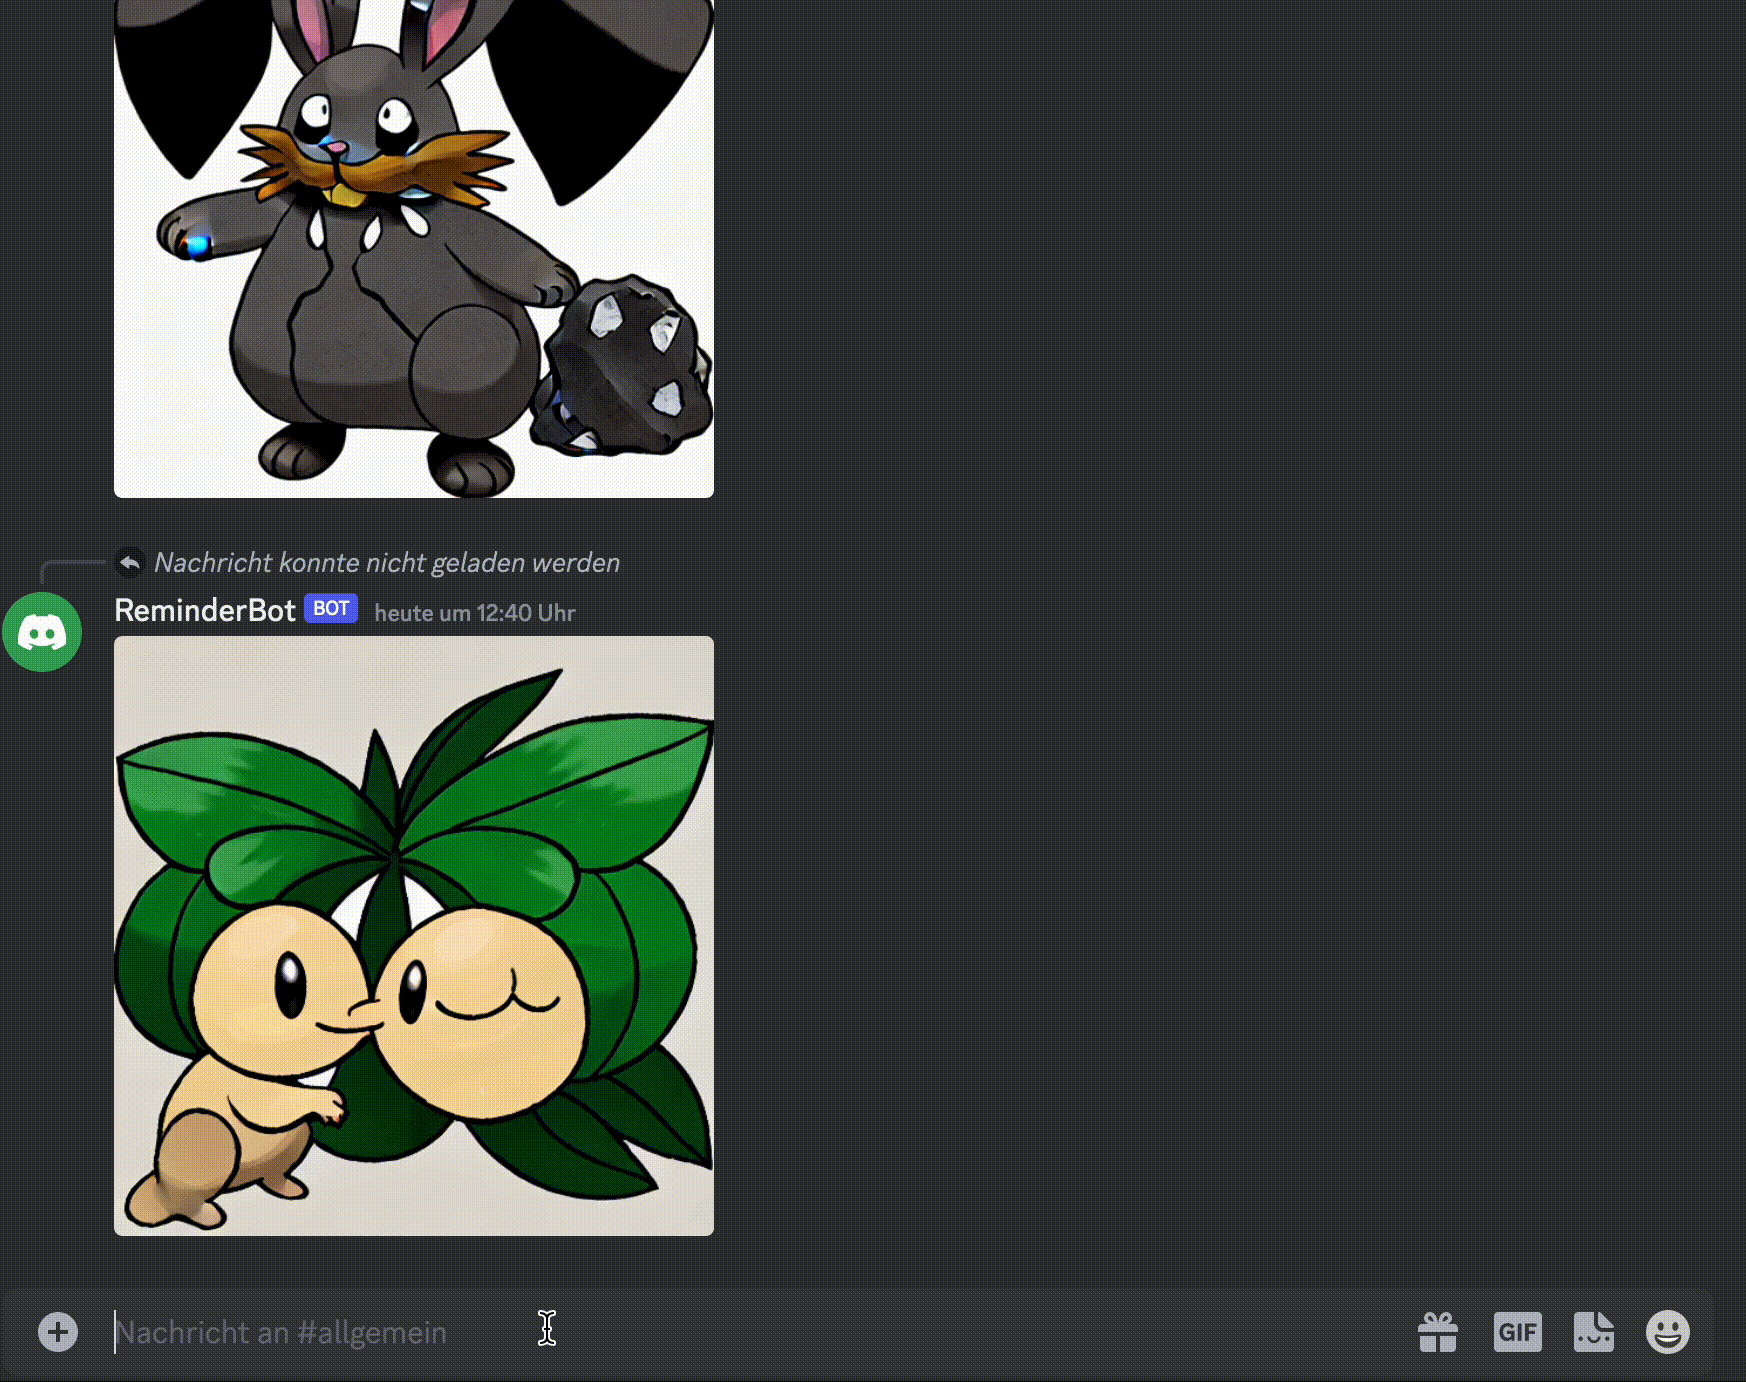 Nachricht konnte nicht geladen werden
ReminderBot BOT heute um 12:40 Uhr
Nachricht an #allgemein
GIF